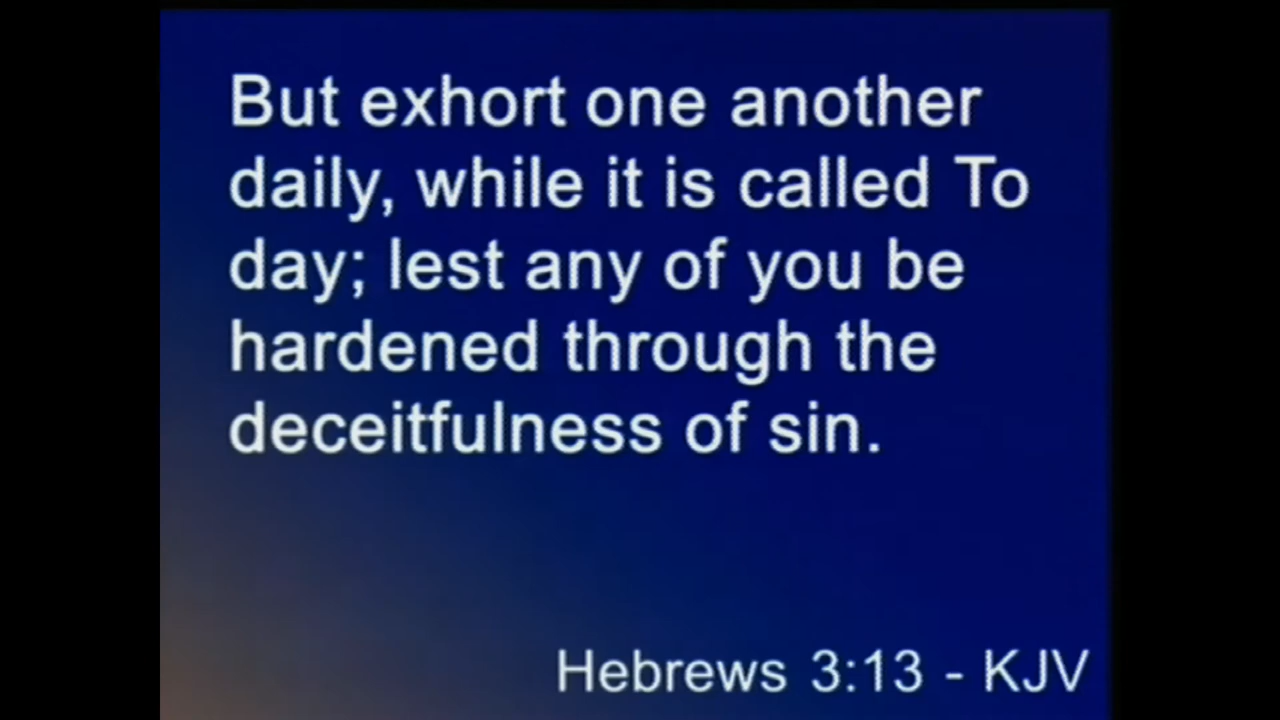 But exhort one another
daily, while it is called To
day; lest any of you be
hardened through the
deceitfulness of sin.
Hebrews 3:13 - KJV